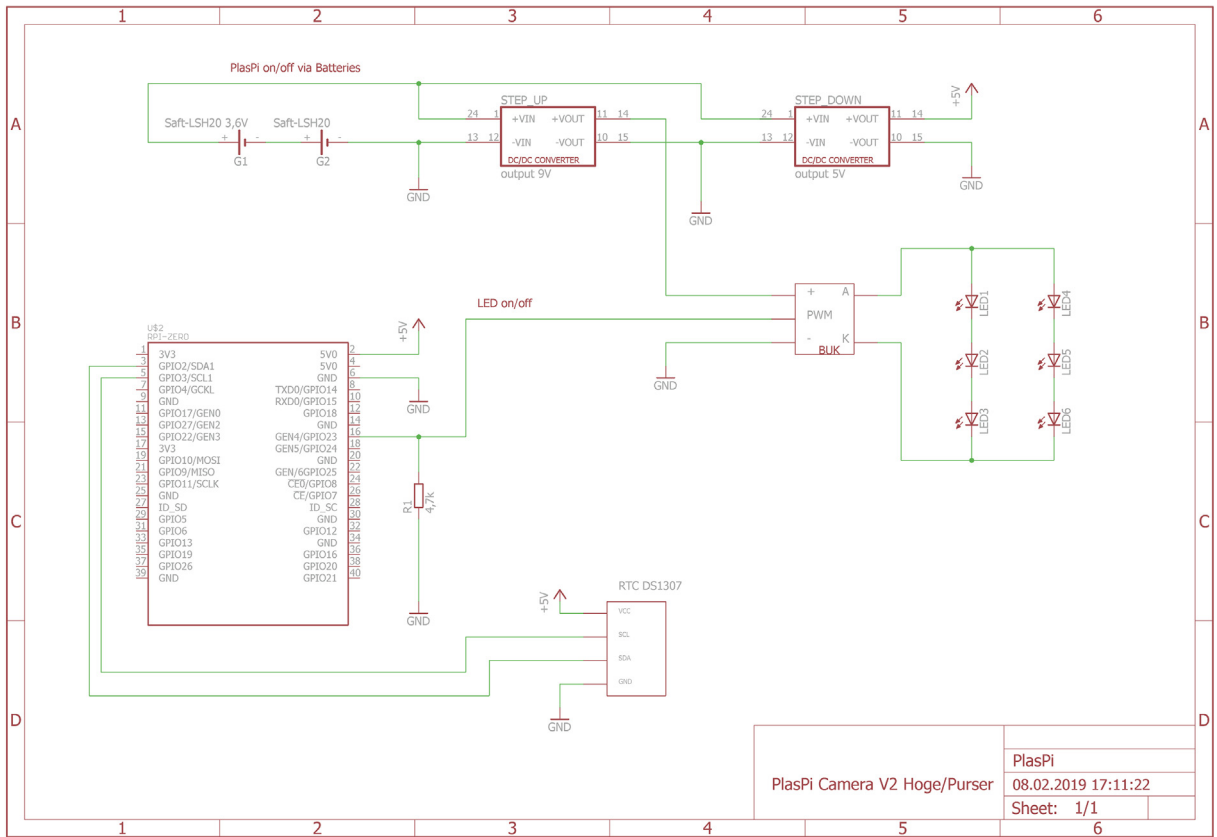 1 2 3 4 5 6
A A
B B
C C
D D
PlasPi on/off via Batteries
Saft-LSH20 3,6V
+ -
G1
Saft-LSH20
+ -
G2
GND
STEP_UP
24 1 +VIN +VOUT 11 14
13 12 -VIN -VOUT 10 15
DC/DC CONVERTER
output 9V
GND
STEP_DOWN
24 1 +VIN +VOUT 11 14
13 12 -VIN -VOUT 10 15
DC/DC CONVERTER
output 5V
+5V
GND
LED on/off
+ A
PWM
- K
BUK
GND
LED1
LED2
LED3
LED4
LED5
LED6
U$2
RPI-ZERO
1 3V3 5V0 2
3 GPIO2/SDA1 5V0 4
5 GPIO3/SCL1 GND 6
7 GPIO4/GCKL TXD0/GPIO14 8
9 GND RXD0/GPIO15 10
11 GPIO17/GEN0 GPIO18 12
13 GPIO27/GEN2 GND 14
15 GPIO22/GEN3 GEN4/GPIO23 16
17 3V3 GEN5/GPIO24 18
19 GPIO10/MOSI GND 20
21 GPIO9/MISO GEN/6GPIO25 22
23 GPIO11/SCLK CE0/GPIO8 24
25 GND CE/GPIO7 26
27 ID_SD ID_SC 28
29 GPIO5 GND 30
31 GPIO6 GPIO12 32
33 GPIO13 GND 34
35 GPIO19 GPIO16 36
37 GPIO26 GPIO20 38
39 GND GPIO21 40
+5V
GND
R1
4,7k
GND
RTC DS1307
+5V
VCC
SCL
SDA
GND
GND
PlasPi Camera V2 Hoge/Purser
PlasPi
08.02.2019 17:11:22
Sheet: 1/1
1 2 3 4 5 6